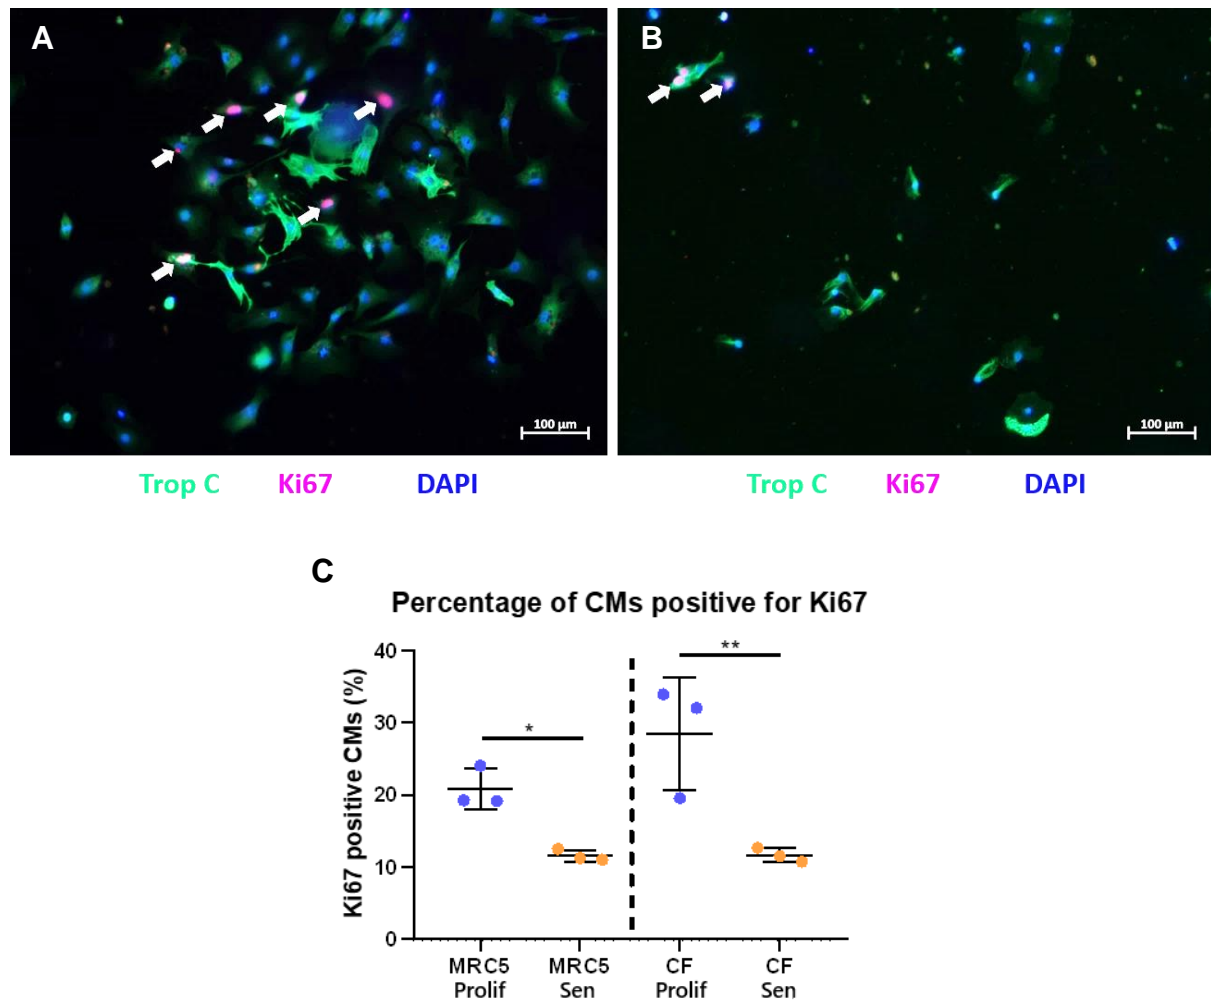 A
B
100 µm
100 µm
Trop C Ki67 DAPI
Trop C Ki67 DAPI
C
Percentage of CMs positive for Ki67
Ki67 positive CMs (%)
40
30
20
10
0
*
**
MRC5 Prolif
MRC5 Sen
CF Prolif
CF Sen